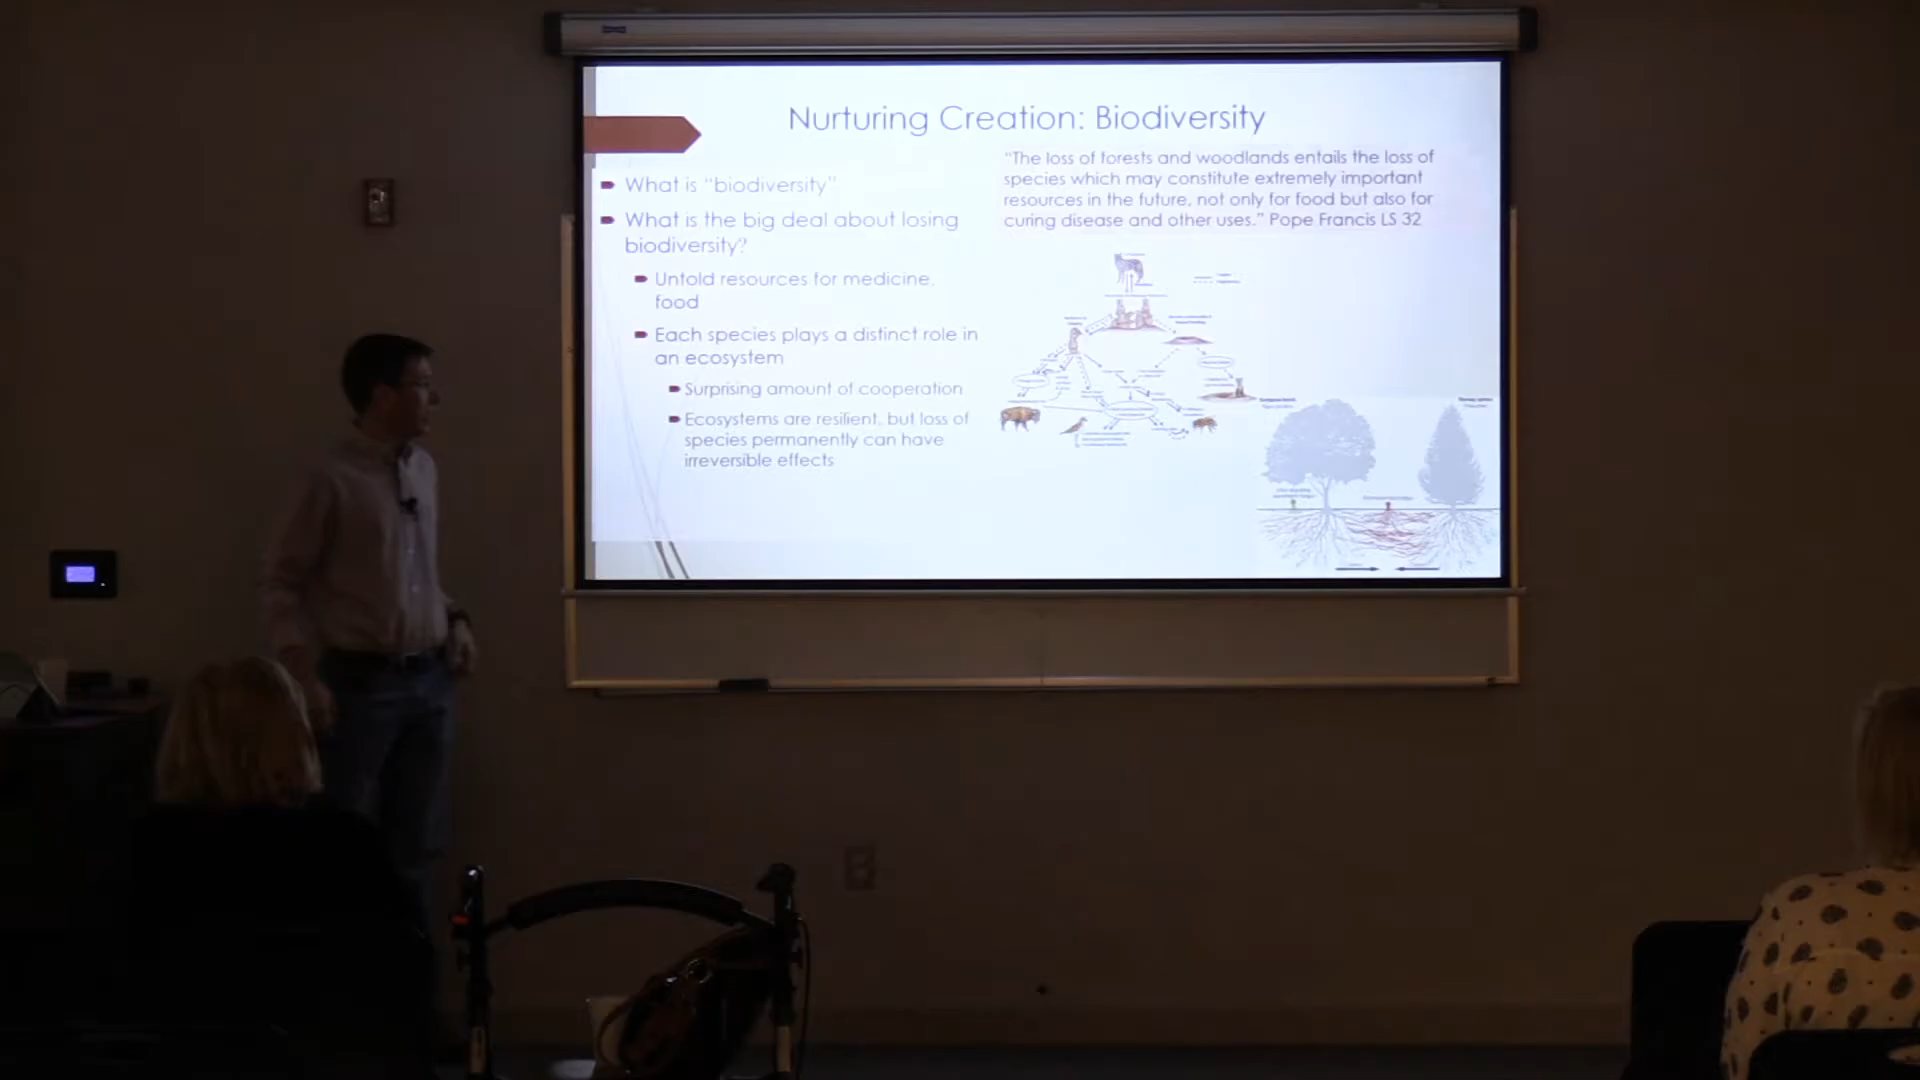 Nurturing Creation: Biodiversity
What is “biodiversity”
What is the big deal about losing
biodiversity?
Untold resources for medicine,
food
Each species plays a distinct role in
an ecosystem
Surprising amount of cooperation
Ecosystems are resilient, but loss of
species permanently can have
irreversible effects
“The loss of forests and woodlands entails the loss of
species which may constitute extremely important
resources in the future, not only for food but also for
curing disease and other uses.” Pope Francis LS 32